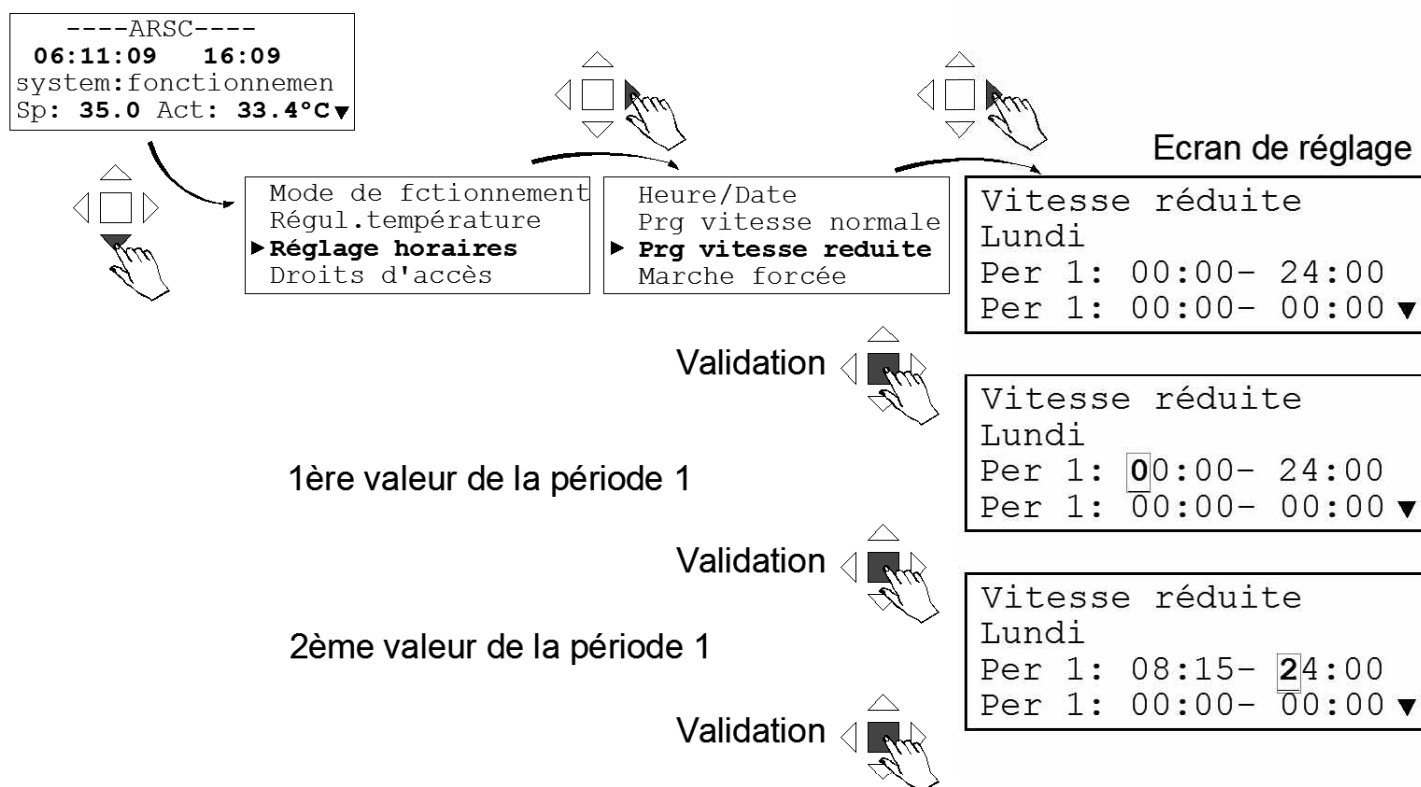 ----ARSC----
06:11:09 16:09
system:fonctionnemen
Sp: 35.0 Act: 33.4°C▼
Mode de fctionnement
Régul.température
►Réglage horaires
Droits d'accès
Heure/Date
Prg vitesse normale
► Prg vitesse reduite
Marche forcée
Ecran de réglage
Vitesse réduite
Lundi
Per 1: 00:00- 24:00
Per 1: 00:00- 00:00 ▼
Validation
Vitesse réduite
Lundi
Per 1: 00:00- 24:00
Per 1: 00:00- 00:00 ▼
1ère valeur de la période 1
Validation
Vitesse réduite
Lundi
Per 1: 08:15- 24:00
Per 1: 00:00- 00:00 ▼
2ème valeur de la période 1
Validation